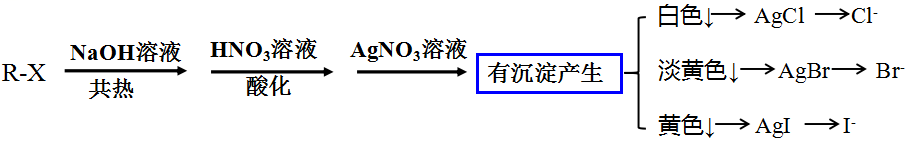 白色↓→ AgCl → Cl⁻
R-X NaOH溶液 共热 → HNO₃溶液 酸化 → AgNO₃溶液 → 有沉淀产生
淡黄色↓→ AgBr → Br⁻
黄色↓→ AgI → I⁻